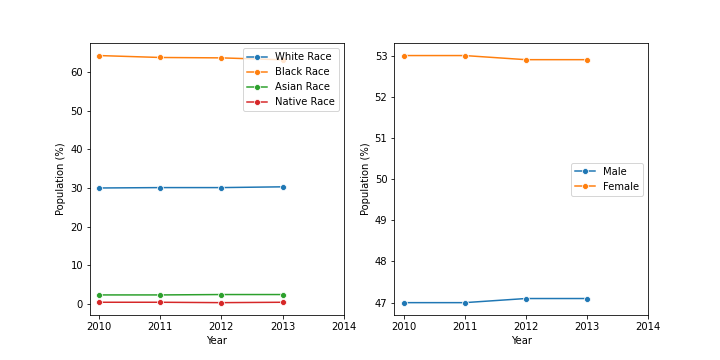 60
50
40
30
20
10
0
Population (%)
2010 2011 2012 2013 2014
Year
White Race
Black Race
Asian Race
Native Race
53
52
51
50
49
48
47
Population (%)
2010 2011 2012 2013 2014
Year
Male
Female